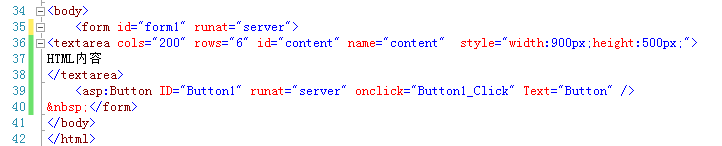 34 <body>
35 <form id="form1" runat="server">
36 <textarea cols="200" rows="6" id="content" name="content"  style="width:900px;height:500px;">
37 HTML内容
38 </textarea>
39 <asp:Button ID="Button1" runat="server" onclick="Button1_Click" Text="Button" />
40 &nbsp;</form>
41 </body>
42 </html>